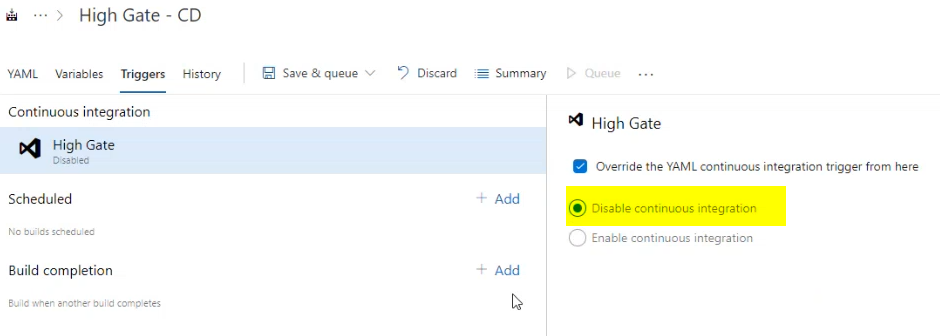 ··· > High Gate - CD
YAML Variables Triggers History Save & queue Discard Summary Queue ···
Continuous integration
High Gate
Disabled
Scheduled + Add
No builds scheduled
Build completion + Add
Build when another build completes
High Gate
Override the YAML continuous integration trigger from here
Disable continuous integration
Enable continuous integration